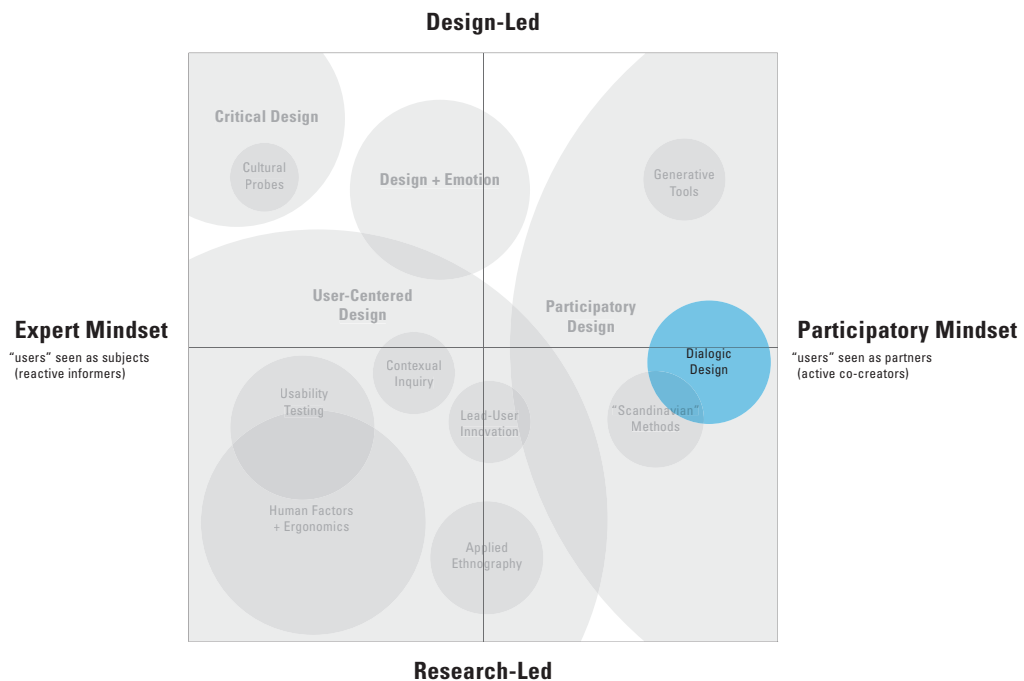 Design-Led
Critical Design
Cultural
Probes
Design + Emotion
Generative
Tools
User-Centered
Design
Participatory
Design
Expert Mindset
“users” seen as subjects
(reactive informers)
Participatory Mindset
“users” seen as partners
(active co-creators)
Dialogic
Design
Contexual
Inquiry
Usability
Testing
Lead-User
Innovation
“Scandinavian”
Methods
Human Factors
+ Ergonomics
Applied
Ethnography
Research-Led